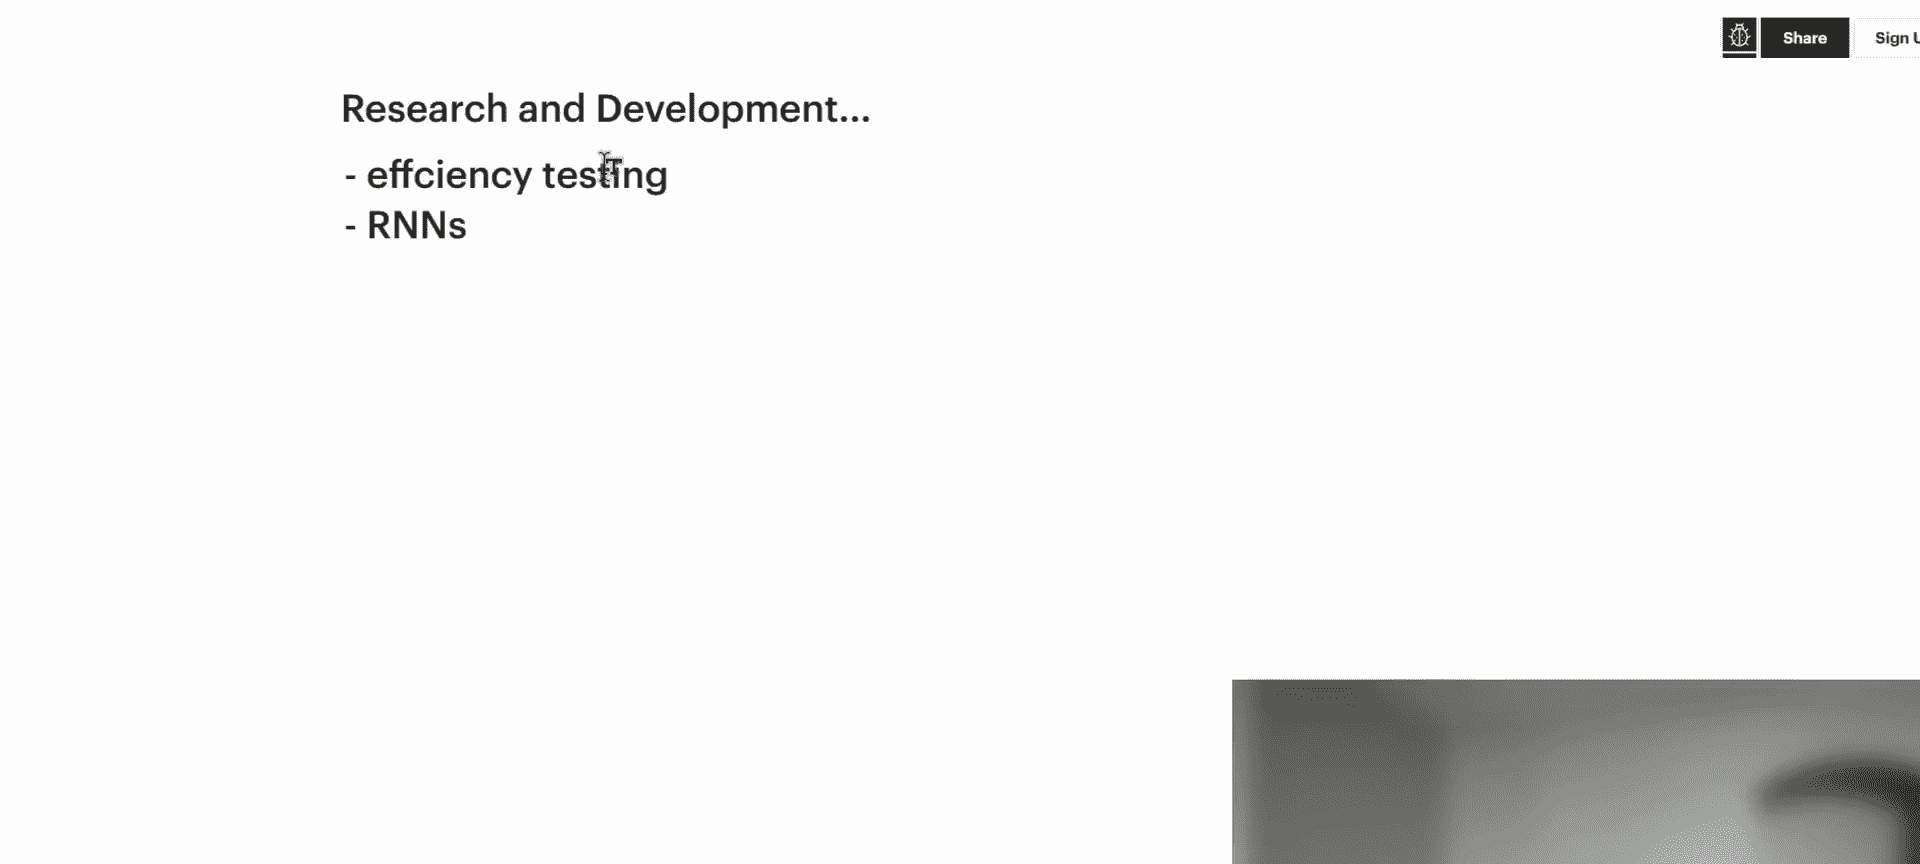 Share Sign U
Research and Development...
- effciency testing
- RNNs